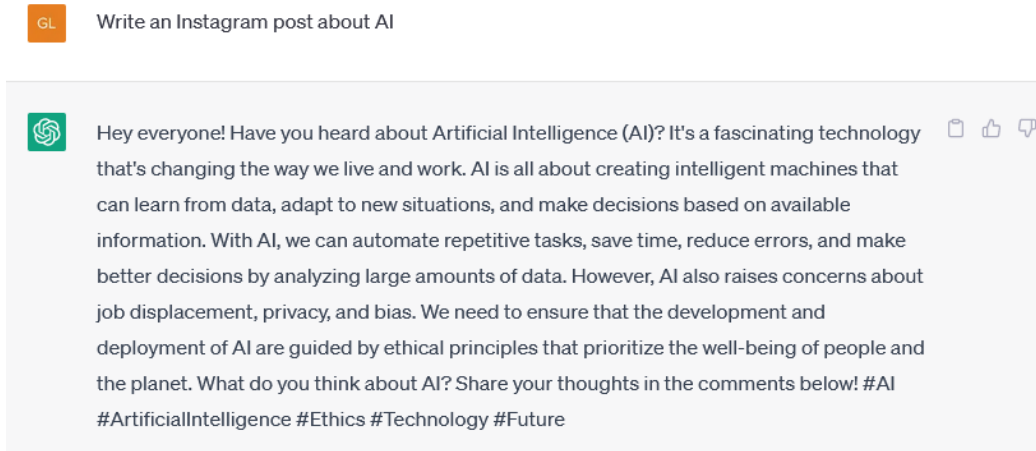 GL
Write an Instagram post about AI
Hey everyone! Have you heard about Artificial Intelligence (AI)? It's a fascinating technology
that's changing the way we live and work. AI is all about creating intelligent machines that
can learn from data, adapt to new situations, and make decisions based on available
information. With AI, we can automate repetitive tasks, save time, reduce errors, and make
better decisions by analyzing large amounts of data. However, AI also raises concerns about
job displacement, privacy, and bias. We need to ensure that the development and
deployment of AI are guided by ethical principles that prioritize the well-being of people and
the planet. What do you think about AI? Share your thoughts in the comments below! #AI
#ArtificialIntelligence #Ethics #Technology #Future